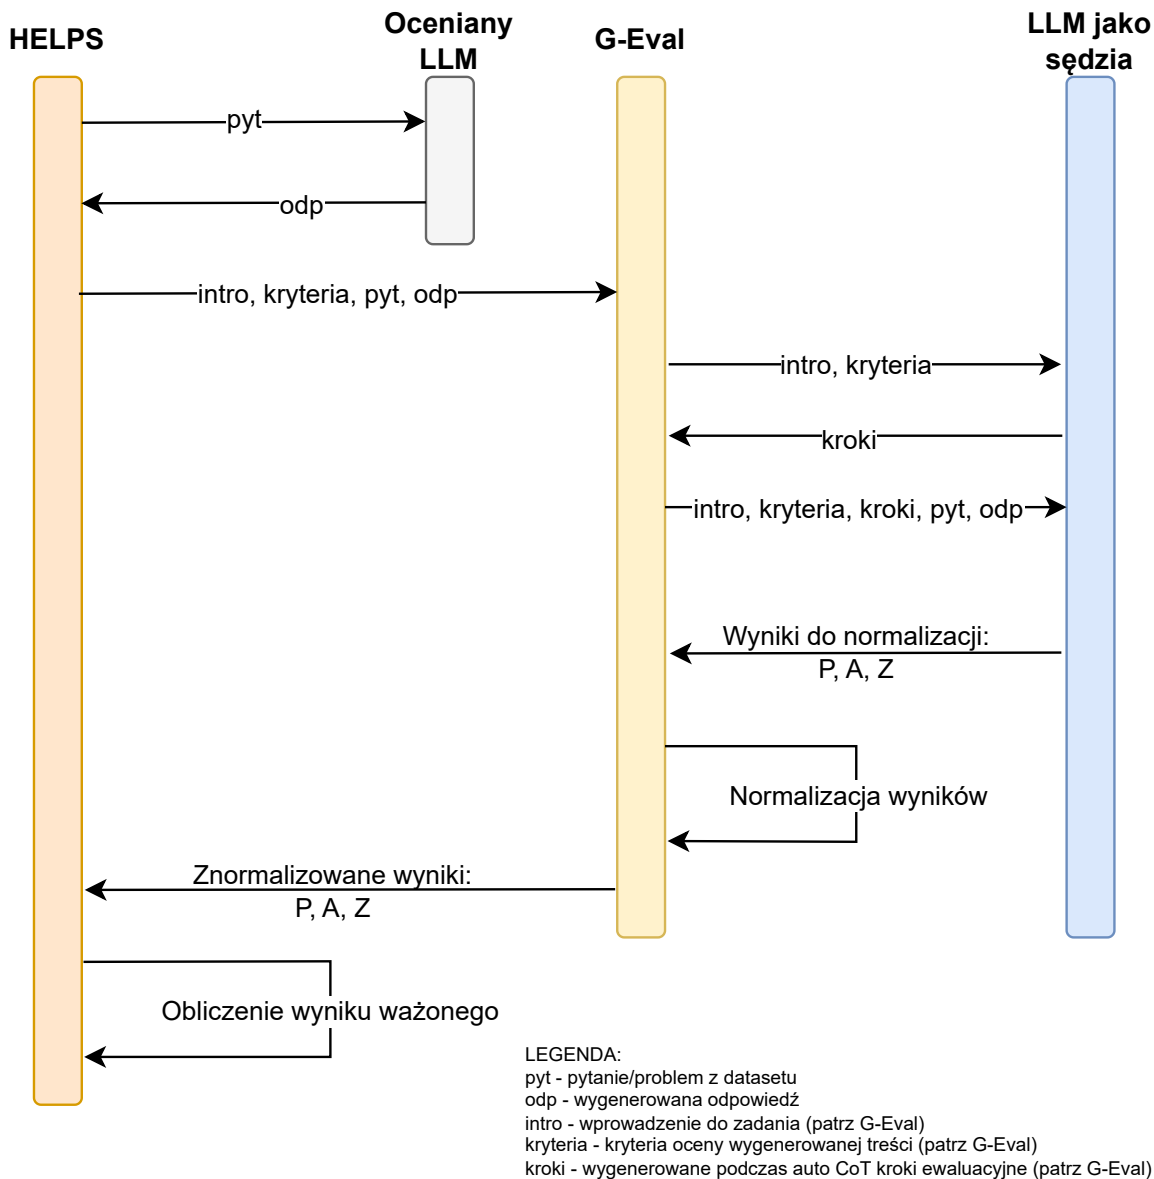 HELPS
Oceniany
LLM
G-Eval
LLM jako
sędzia
pyt
odp
intro, kryteria, pyt, odp
intro, kryteria
kroki
intro, kryteria, kroki, pyt, odp
Wyniki do normalizacji:
P, A, Z
Normalizacja wyników
Znormalizowane wyniki:
P, A, Z
Obliczenie wyniku ważonego
LEGENDA:
pyt - pytanie/problem z datasetu
odp - wygenerowana odpowiedź
intro - wprowadzenie do zadania (patrz G-Eval)
kryteria - kryteria oceny wygenerowanej treści (patrz G-Eval)
kroki - wygenerowane podczas auto CoT kroki ewaluacyjne (patrz G-Eval)